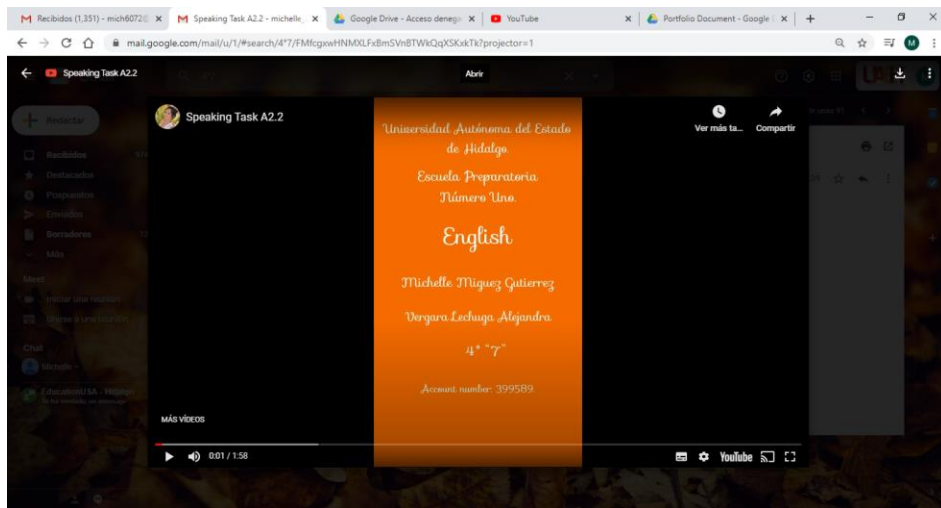 Recibidos (1,351) - mich6072
Speaking Task A2.2 - michelle_
Google Drive - Acceso denega
YouTube
Portfolio Document - Google
mail.google.com/mail/u/1/#search/4°7/FMfcgxwHNMXLFxBmSVnBTWkQqXSKxkTk?projector=1
Speaking Task A2.2
Abrir
Redactar
Speaking Task A2.2
Ver más ta...
Compartir
Recibidos
Destacados
Pospuestos
Enviados
Borradores
Más
Meet
Iniciar una reunión
Chat
Michelle
EducationUSA - Hidalgo
Universidad Autónoma del Estado
de Hidalgo.
Escuela Preparatoria
Número Uno.
English
Michelle Miguez Gutierrez
Vergara Lechuga Alejandra
4° "7"
Account number: 399589
MÁS VÍDEOS
0:01 / 1:58
YouTube